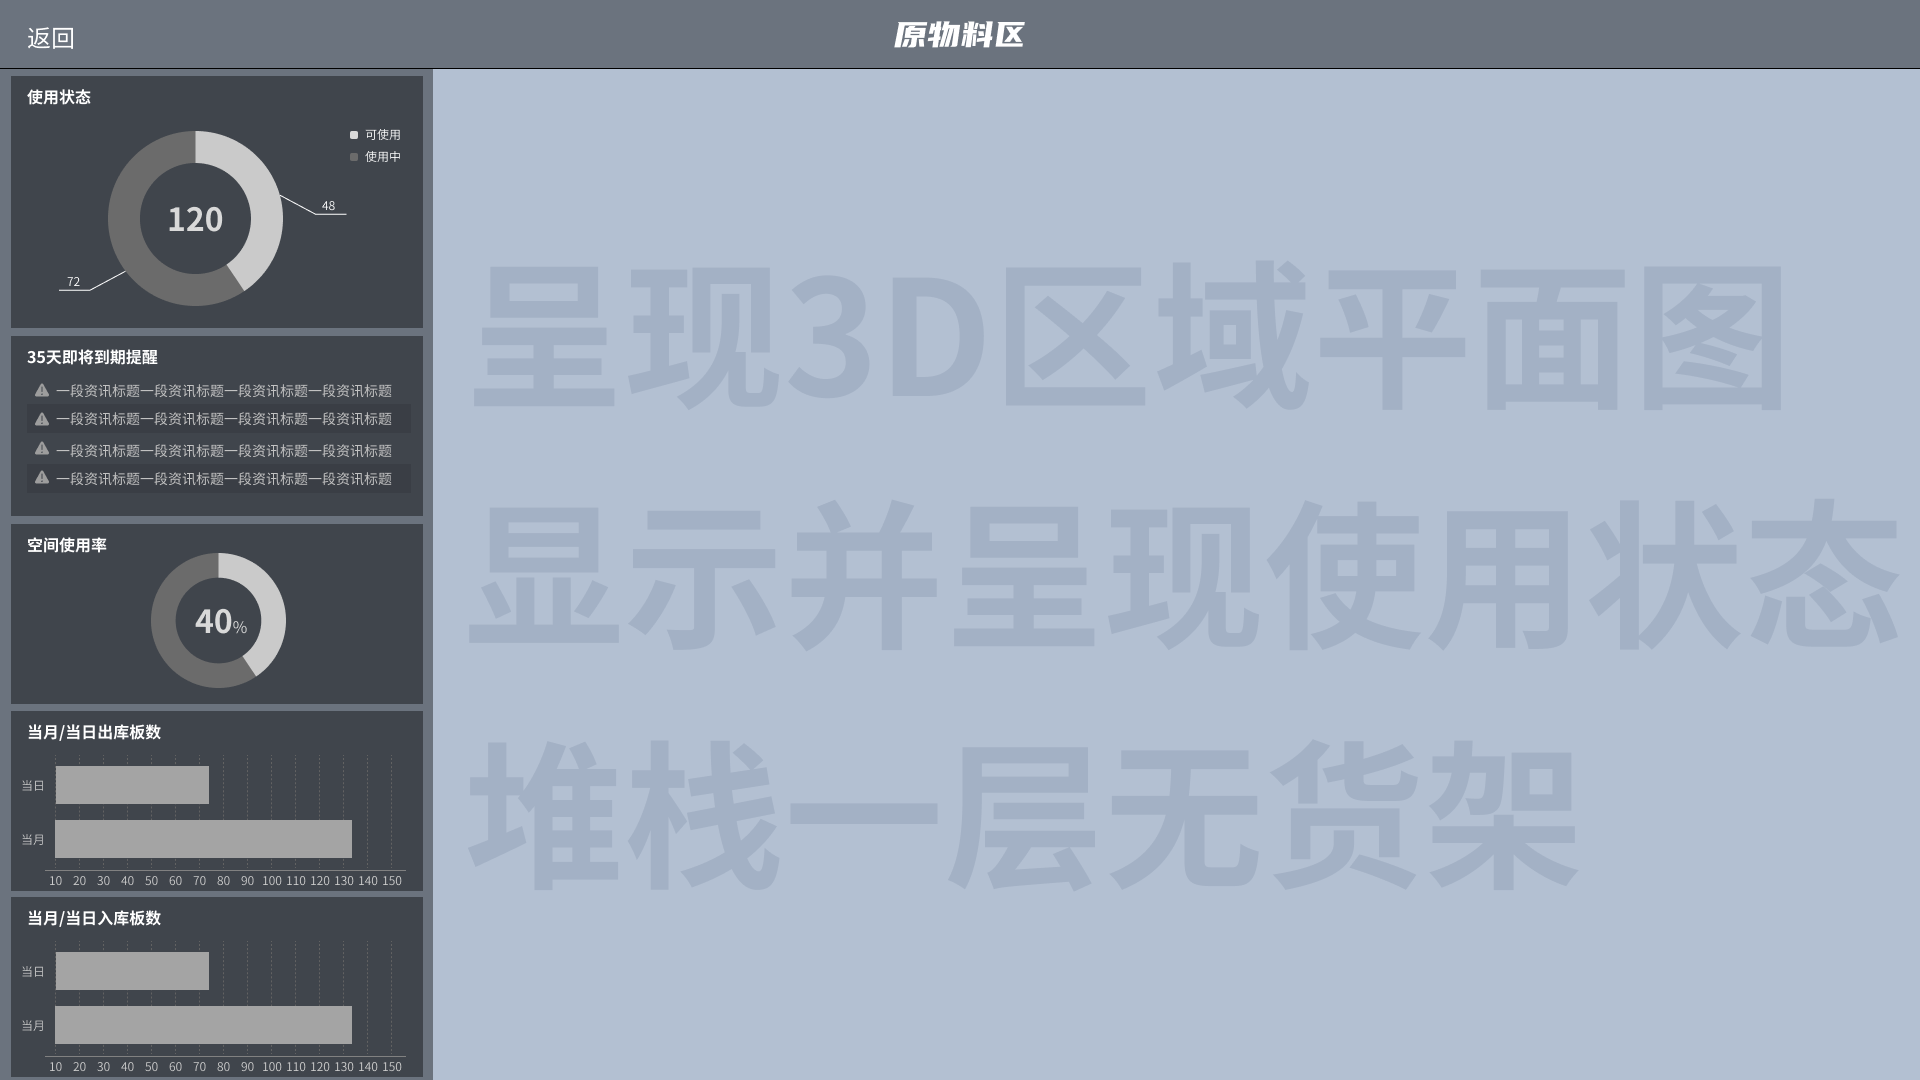 返回
原物料区
使用状态
可使用
使用中
48
120
72
35天即将到期提醒
一段资讯标题一段资讯标题一段资讯标题一段资讯标题
一段资讯标题一段资讯标题一段资讯标题一段资讯标题
一段资讯标题一段资讯标题一段资讯标题一段资讯标题
一段资讯标题一段资讯标题一段资讯标题一段资讯标题
空间使用率
40%
当月/当日出库板数
当日
当月
10 20 30 40 50 60 70 80 90 100 110 120 130 140 150
当月/当日入库板数
当日
当月
10 20 30 40 50 60 70 80 90 100 110 120 130 140 150
呈现3D区域平面图
显示并呈现使用状态
堆栈一层无货架